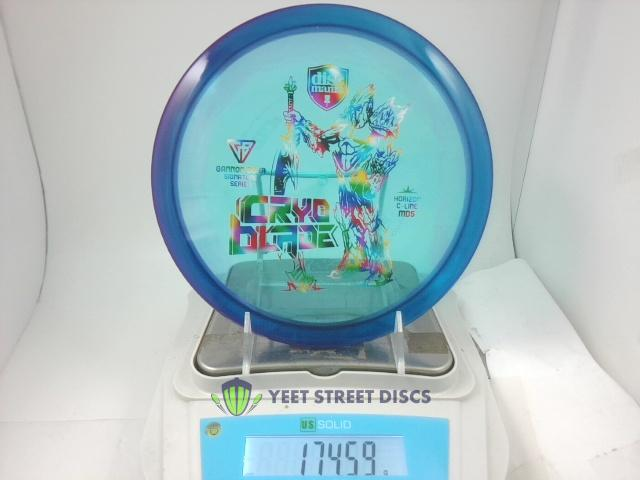 disc
mania
GANNON BUHR
SIGNATURE
SERIES
CRYO
BLADE
HORIZON
C-LINE
MD5
YEET STREET DISCS
US SOLID
174.59 g